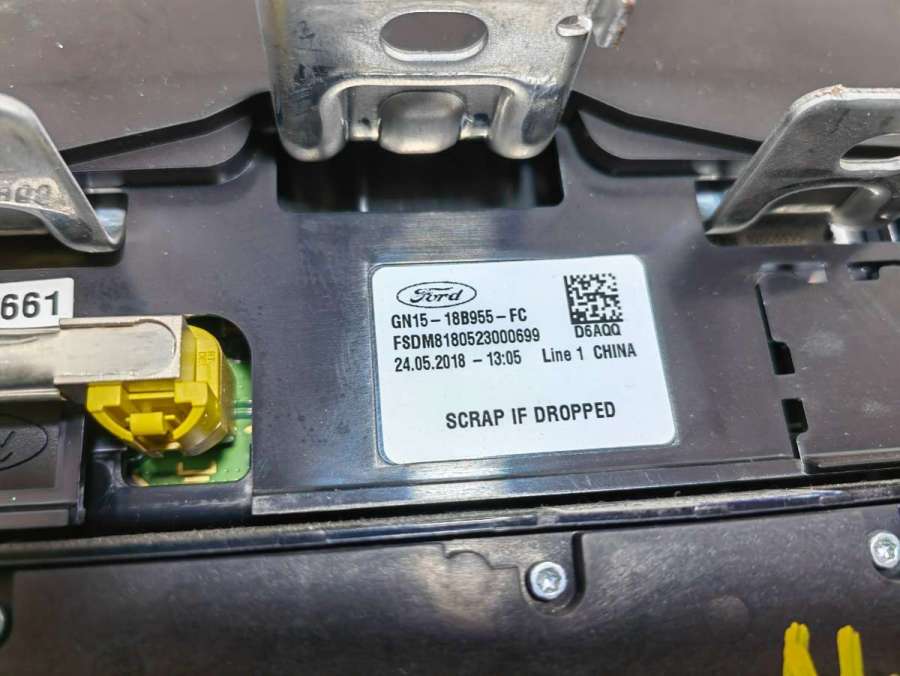 Ford
GN15-18B955-FC
FSDM8180523000699
24.05.2018 - 13:05 Line 1 CHINA
D6AQQ
SCRAP IF DROPPED
661